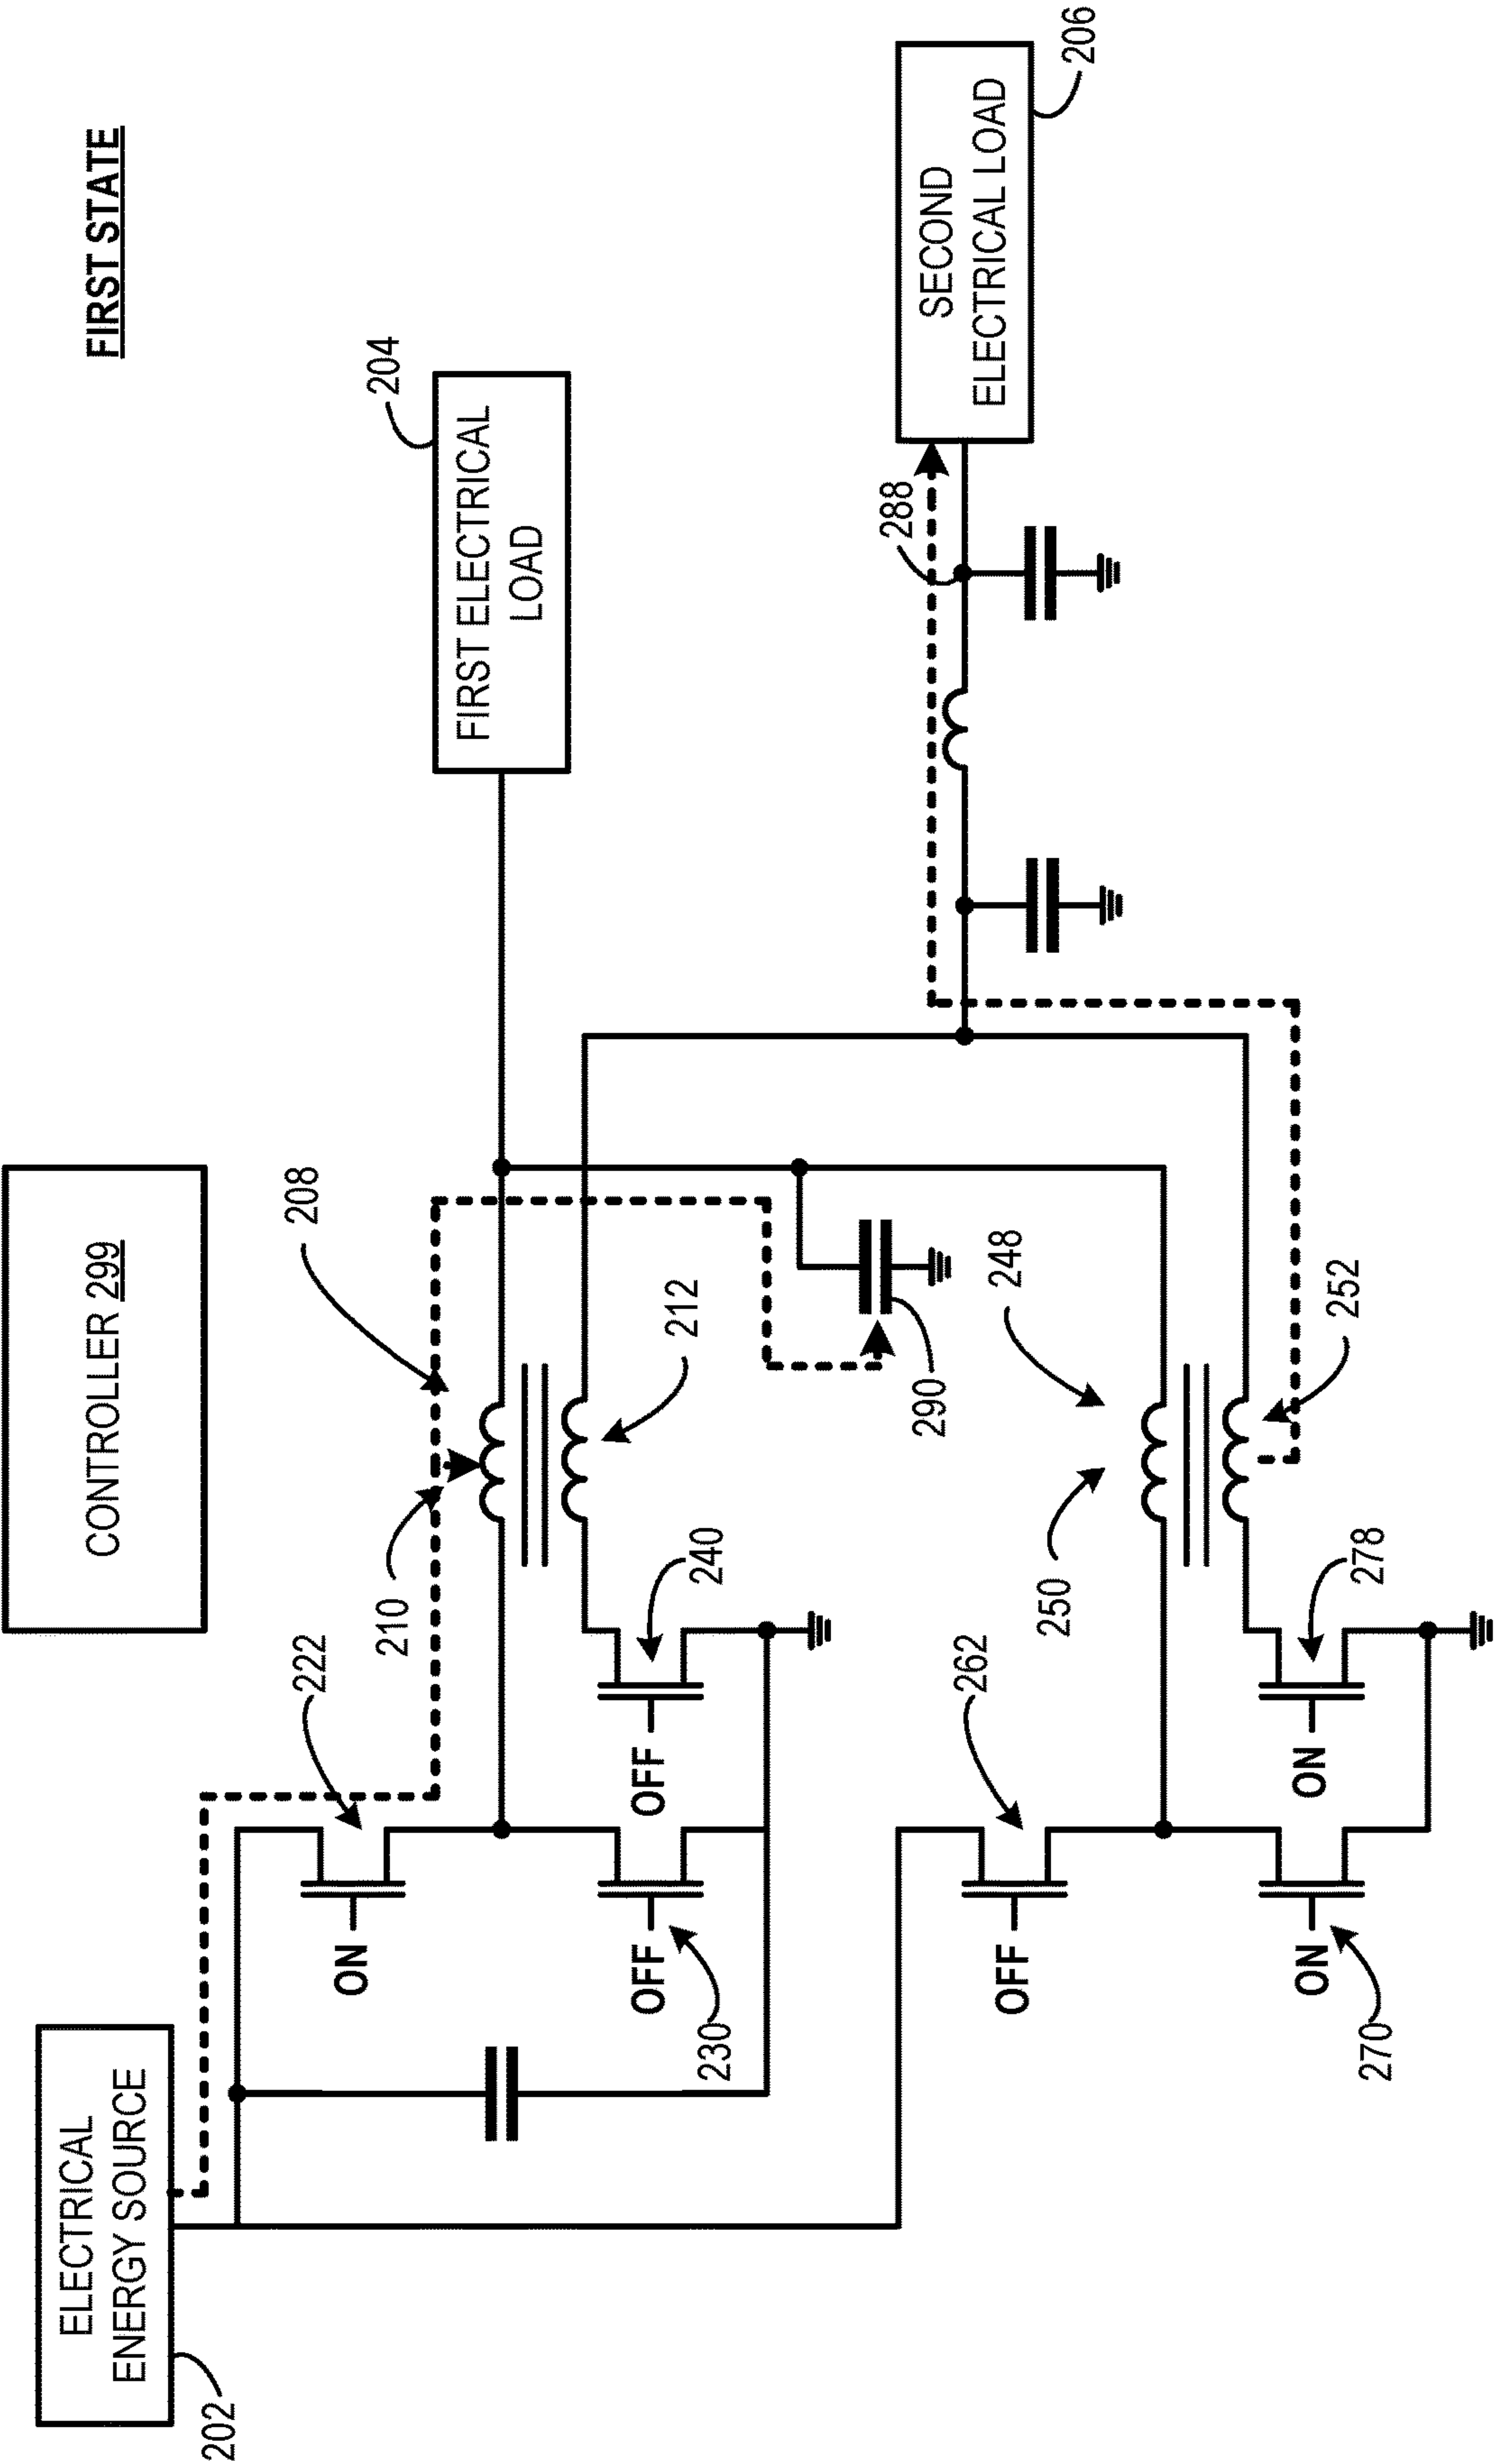 FIRST STATE
CONTROLLER 299
ELECTRICAL
ENERGY SOURCE
202
222
ON
210
208
204
FIRST ELECTRICAL
LOAD
OFF
230
OFF
240
212
290
288
SECOND
ELECTRICAL LOAD
206
OFF
262
250
248
ON
270
ON
278
252